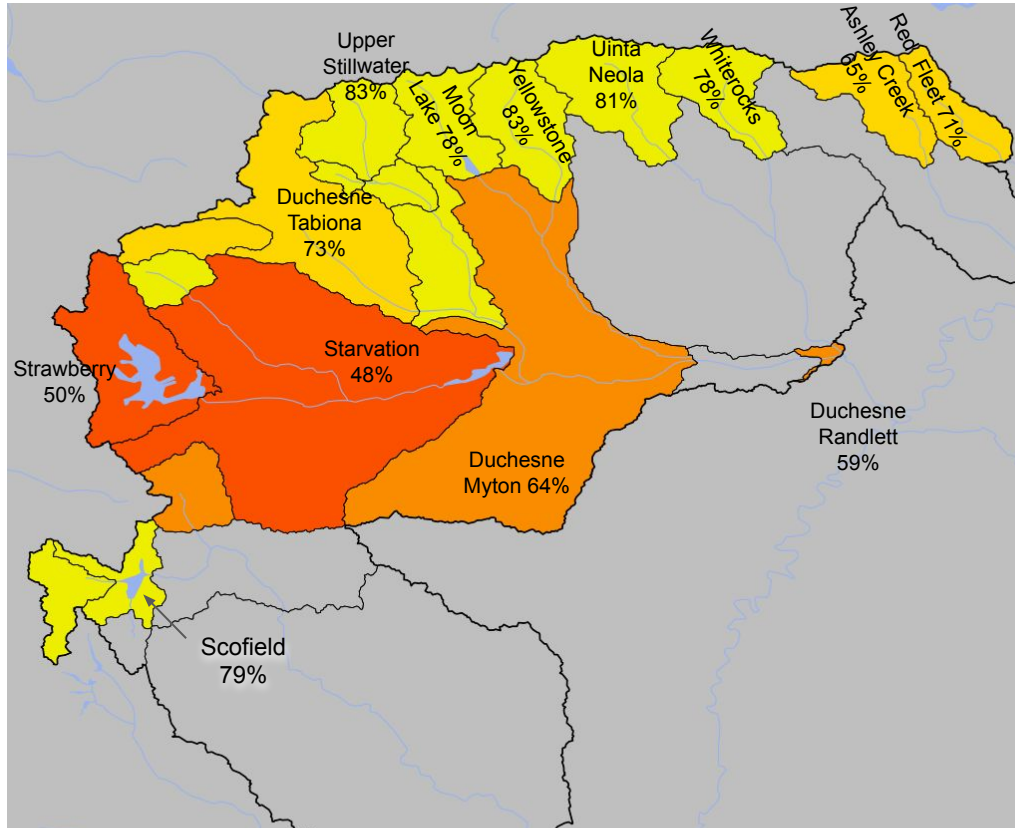 Upper
Stillwater
83%
Moon
Lake 78%
Yellowstone
83%
Uinta
Neola
81%
Whiterocks
78%
Ashley Creek
65%
Red
Fleet 71%
Duchesne
Tabiona
73%
Strawberry
50%
Starvation
48%
Duchesne
Myton 64%
Duchesne
Randlett
59%
Scofield
79%